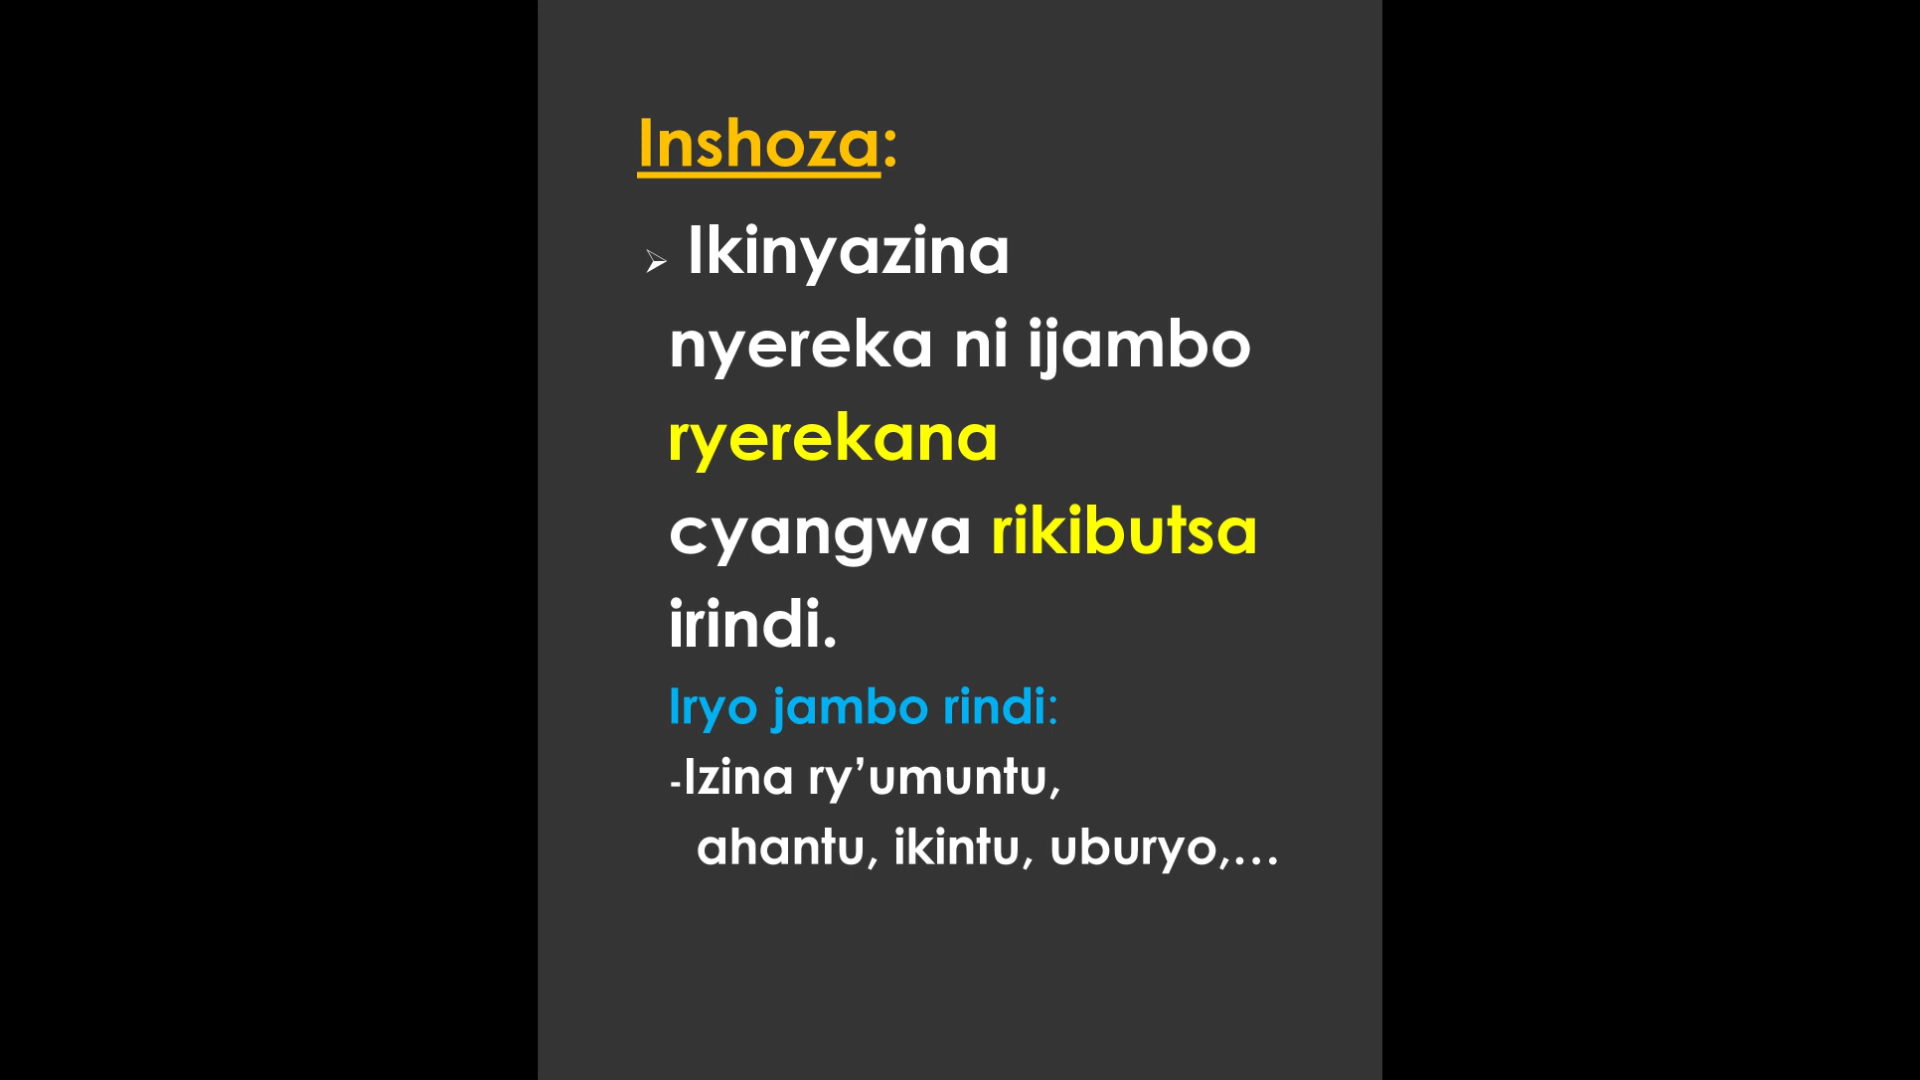 Inshoza:
➢ Ikinyazina
nyereka ni ijambo
ryerekana
cyangwa rikibutsa
irindi.
Iryo jambo rindi:
-Izina ry’umuntu,
ahantu, ikintu, uburyo,…